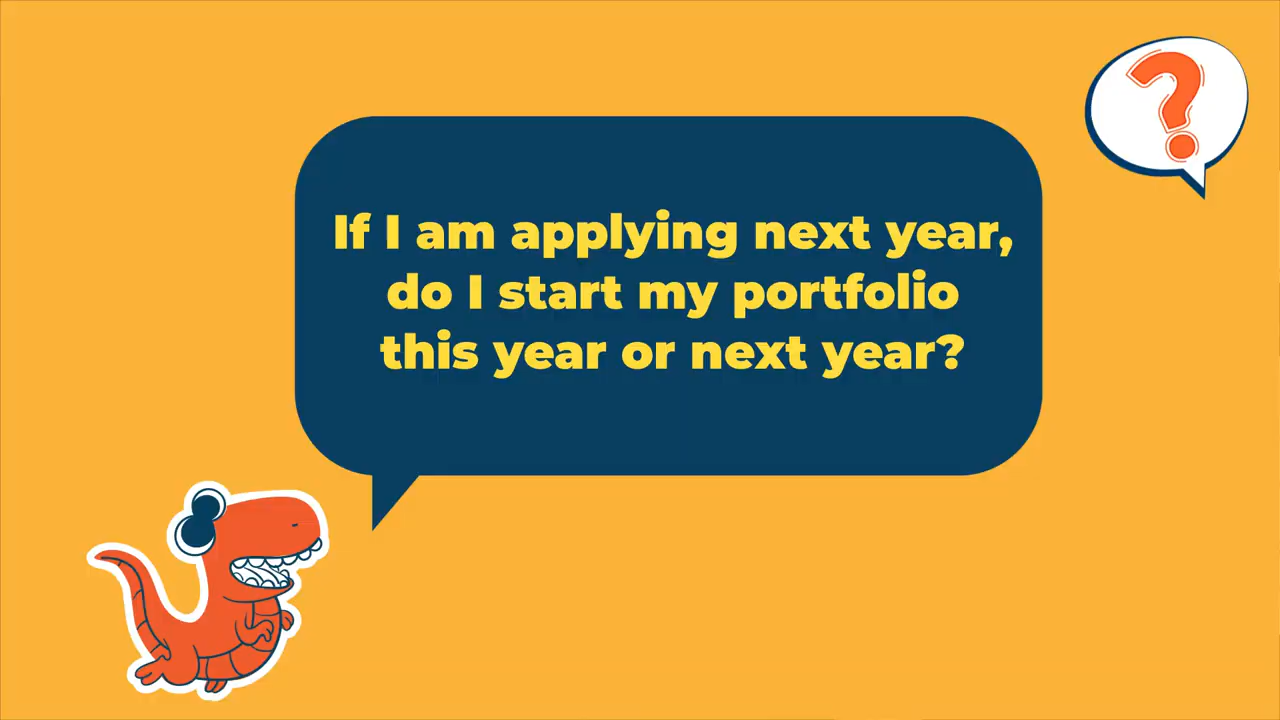 If I am applying next year,
do I start my portfolio
this year or next year?
?